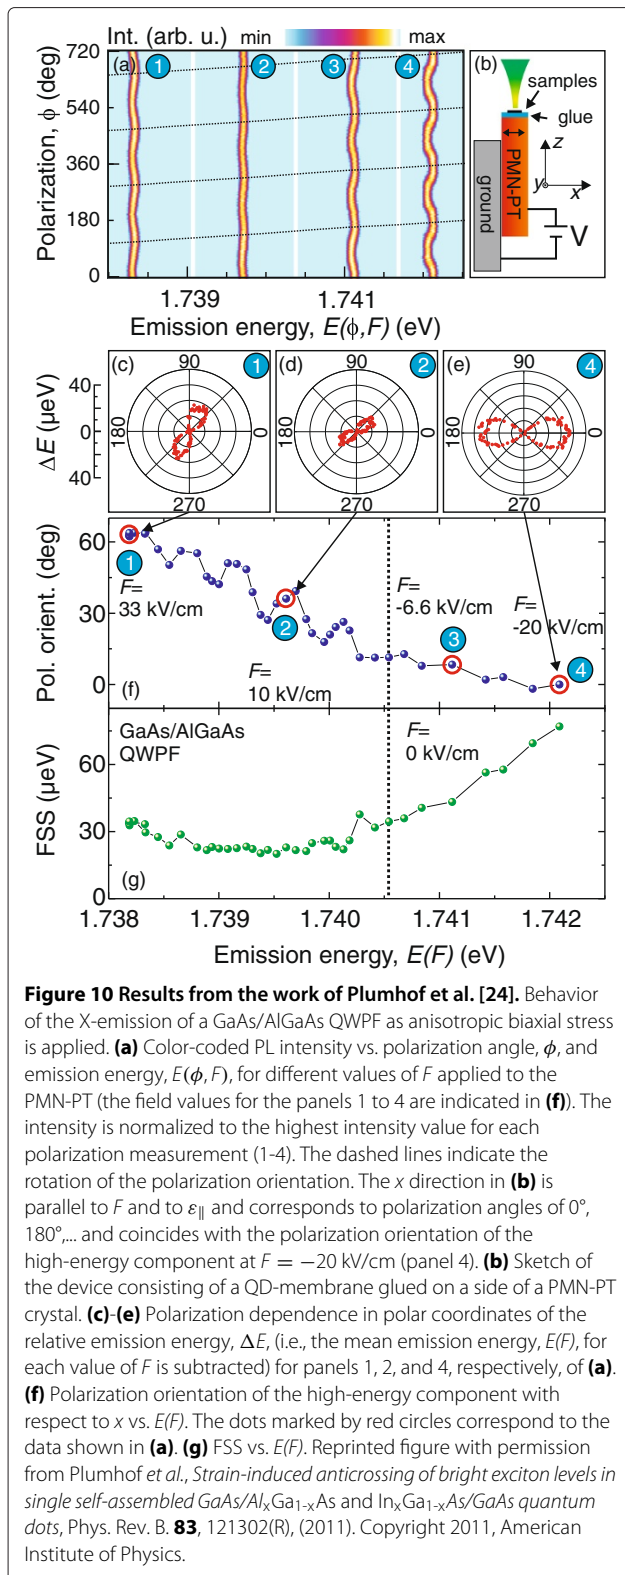 Int. (arb. u.) min max
(a) 1 2 3 4
Polarization, ϕ (deg)
720
540
360
180
0
1.739 1.741
Emission energy, E(ϕ,F) (eV)
(b)
samples
glue
PMN-PT
ground
z
y
x
V
(c) 90 1
(d) 90 2
(e) 90 4
ΔE (μeV)
40
0
40
180 0
180 0
180 0
270
270
270
Pol. orient. (deg)
60
30
0
1
F=
33 kV/cm
2
F=
10 kV/cm
F=
-6.6 kV/cm
3
F=
-20 kV/cm
4
(f)
GaAs/AlGaAs
QWPF
F=
0 kV/cm
FSS (μeV)
60
30
0
(g)
1.738 1.739 1.740 1.741 1.742
Emission energy, E(F) (eV)
Figure 10 Results from the work of Plumhof et al. [24]. Behavior
of the X-emission of a GaAs/AlGaAs QWPF as anisotropic biaxial stress
is applied. (a) Color-coded PL intensity vs. polarization angle, ϕ, and
emission energy, E(ϕ, F), for different values of F applied to the
PMN-PT (the field values for the panels 1 to 4 are indicated in (f)). The
intensity is normalized to the highest intensity value for each
polarization measurement (1-4). The dashed lines indicate the
rotation of the polarization orientation. The x direction in (b) is
parallel to F and to ε∥ and corresponds to polarization angles of 0°,
180°,... and coincides with the polarization orientation of the
high-energy component at F = −20 kV/cm (panel 4). (b) Sketch of
the device consisting of a QD-membrane glued on a side of a PMN-PT
crystal. (c)-(e) Polarization dependence in polar coordinates of the
relative emission energy, ΔE, (i.e., the mean emission energy, E(F), for
each value of F is subtracted) for panels 1, 2, and 4, respectively, of (a).
(f) Polarization orientation of the high-energy component with
respect to x vs. E(F). The dots marked by red circles correspond to the
data shown in (a). (g) FSS vs. E(F). Reprinted figure with permission
from Plumhof et al., Strain-induced anticrossing of bright exciton levels in
single self-assembled GaAs/AlxGa1-xAs and InxGa1-xAs/GaAs quantum
dots, Phys. Rev. B. 83, 121302(R), (2011). Copyright 2011, American
Institute of Physics.